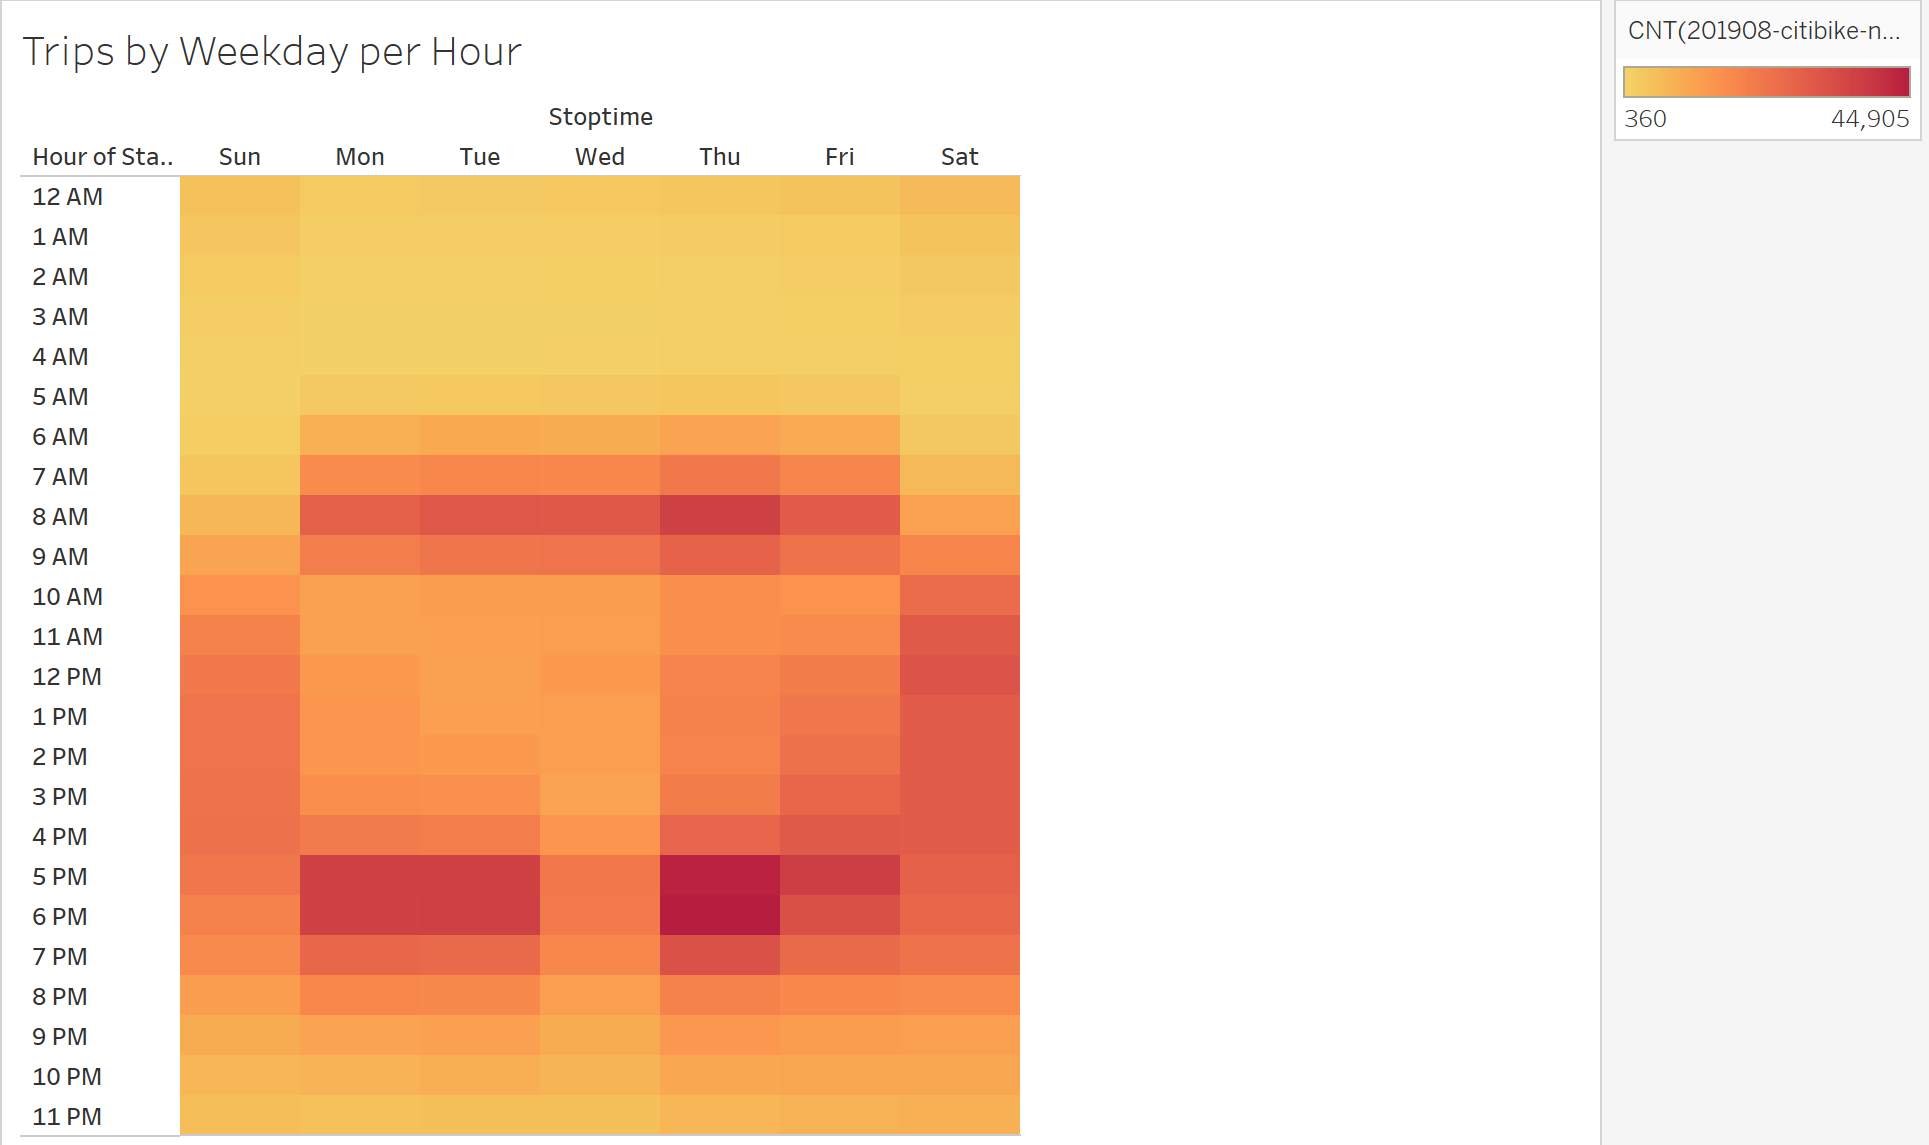 Trips by Weekday per Hour
CNT(201908-citibike-n...
360 44,905
Stoptime
Hour of Sta.. Sun Mon Tue Wed Thu Fri Sat
12 AM
1 AM
2 AM
3 AM
4 AM
5 AM
6 AM
7 AM
8 AM
9 AM
10 AM
11 AM
12 PM
1 PM
2 PM
3 PM
4 PM
5 PM
6 PM
7 PM
8 PM
9 PM
10 PM
11 PM